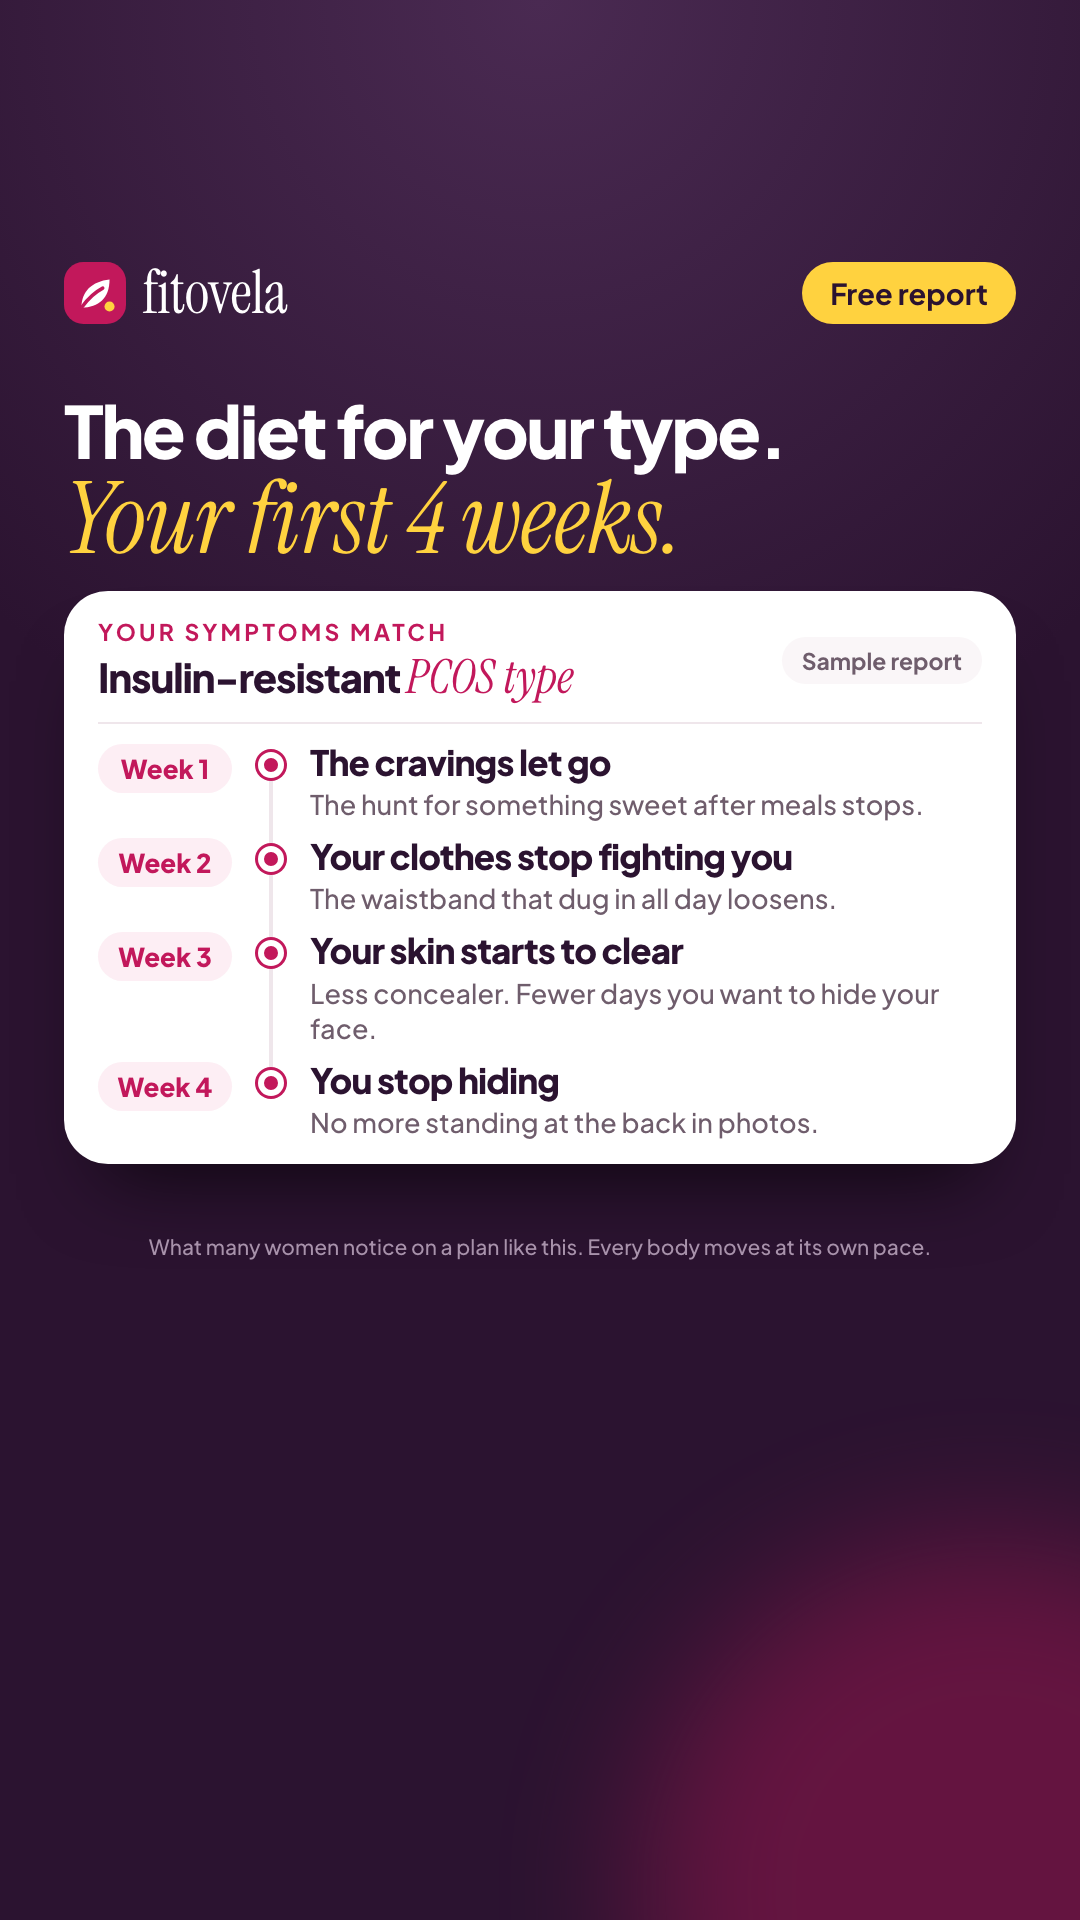 fitovela
Free report
The diet for your type.
Your first 4 weeks.
YOUR SYMPTOMS MATCH
Insulin-resistant PCOS type
Sample report
Week 1
The cravings let go
The hunt for something sweet after meals stops.
Week 2
Your clothes stop fighting you
The waistband that dug in all day loosens.
Week 3
Your skin starts to clear
Less concealer. Fewer days you want to hide your
face.
Week 4
You stop hiding
No more standing at the back in photos.
What many women notice on a plan like this. Every body moves at its own pace.